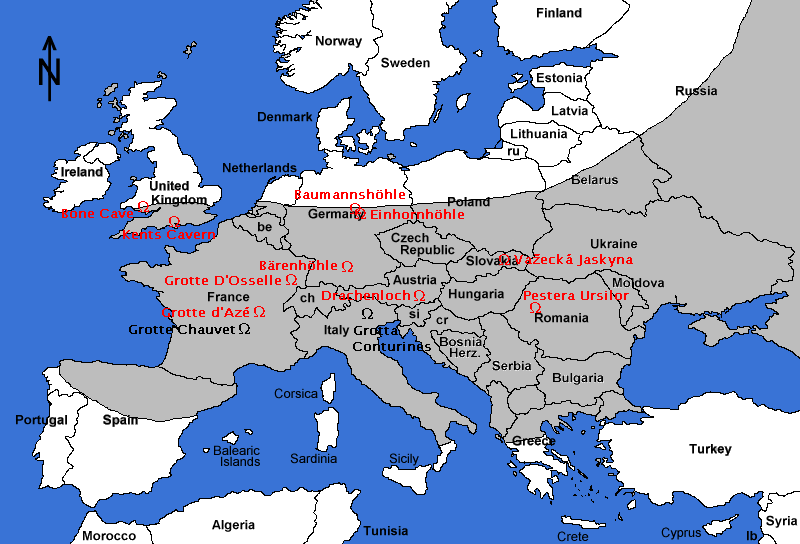 Finland
Norway
Sweden
N
Estonia
Russia
Latvia
Denmark
Lithuania
ru
Netherlands
Ireland
United
Kingdom
Baumannshöhle
Belarus
Poland
Bone Cave
Germany
Einhornhöhle
be
Kents Cavern
Czech
Republic
Ukraine
Slovakia
Važecká Jaskyna
Bärenhöhle
Grotte D'Osselle
Austria
Moldova
France
ch
Drachenloch
Hungaria
Pestera Ursilor
Grotte d'Azé
si
cr
Romania
Grotte Chauvet
Italy
Grotta
Conturines
Bosnia
Herz.
Serbia
Bulgaria
Corsica
Portugal
Spain
Greece
Balearic
Islands
Sardinia
Sicily
Turkey
Algeria
Tunisia
Morocco
Crete
Cyprus
lb
Syria